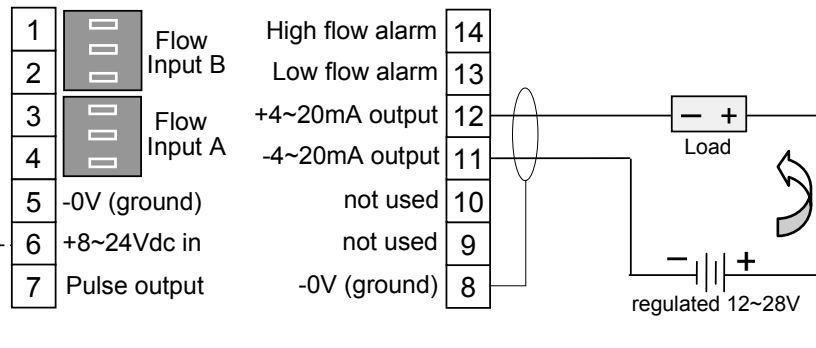 1
2
Flow
Input B
3
4
Flow
Input A
5 -0V (ground)
6 +8~24Vdc in
7 Pulse output
High flow alarm 14
Low flow alarm 13
+4~20mA output 12
-4~20mA output 11
not used 10
not used 9
-0V (ground) 8
− +
Load
− +
regulated 12~28V